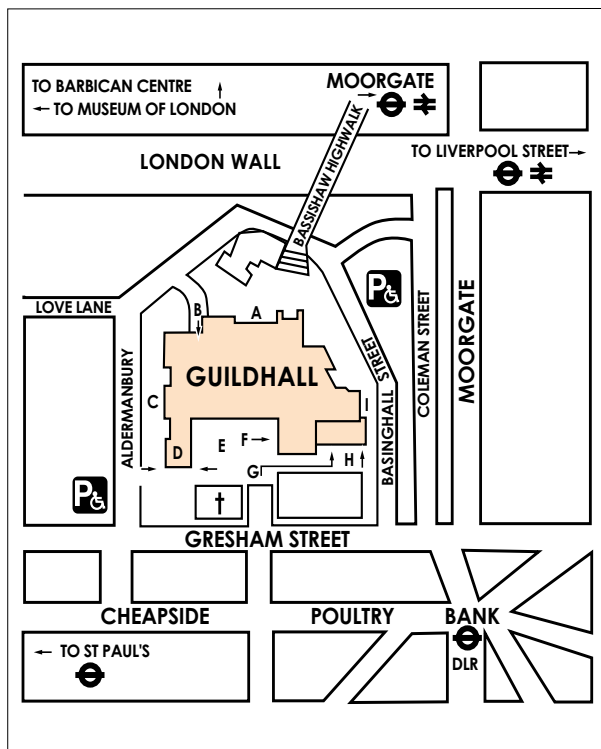 TO BARBICAN CENTRE ↑
← TO MUSEUM OF LONDON
MOORGATE
→
LONDON WALL
TO LIVERPOOL STREET→
BASSISHAW HIGHWALK
LOVE LANE
P
B
A
GUILDHALL
COLEMAN STREET
MOORGATE
ALDERMANBURY
C
I
BASINGHALL STREET
D
E
F →
→
←
G
H
P
GRESHAM STREET
CHEAPSIDE
POULTRY
BANK
DLR
← TO ST PAUL'S